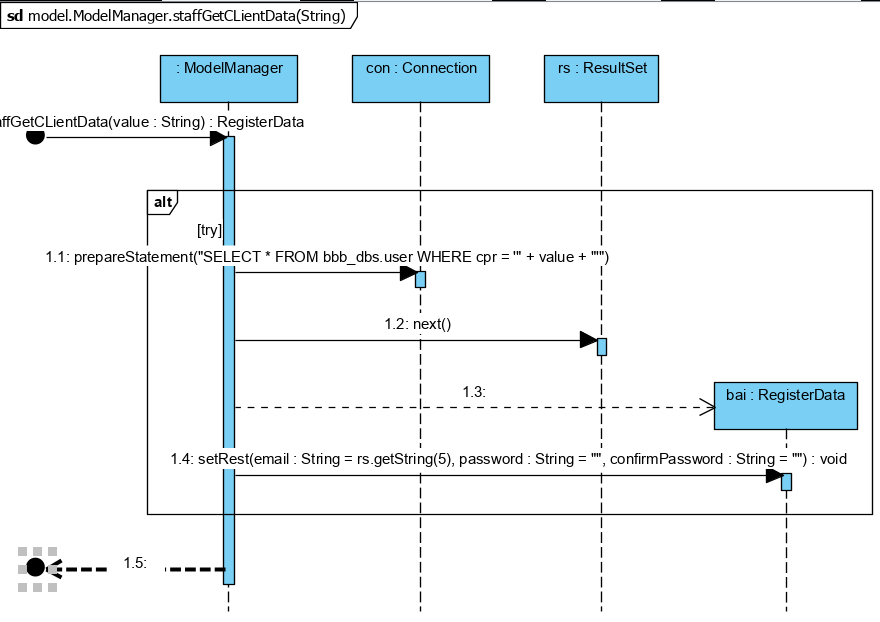 sd model.ModelManager.staffGetCLientData(String)
: ModelManager
con : Connection
rs : ResultSet
affGetCLientData(value : String) : RegisterData
alt
[try]
1.1: prepareStatement("SELECT * FROM bbb_dbs.user WHERE cpr = '" + value + "'")
1.2: next()
1.3:
bai : RegisterData
1.4: setRest(email : String = rs.getString(5), password : String = "", confirmPassword : String = "") : void
1.5: